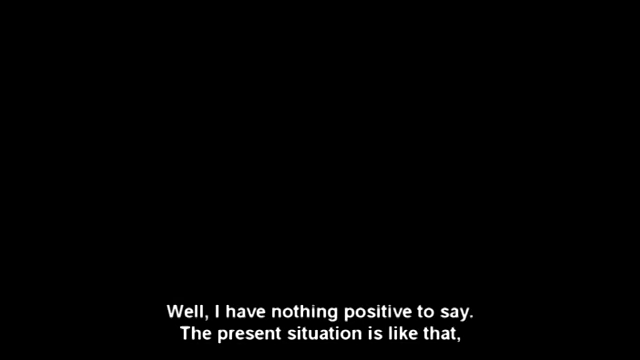 Well, I have nothing positive to say.
The present situation is like that,